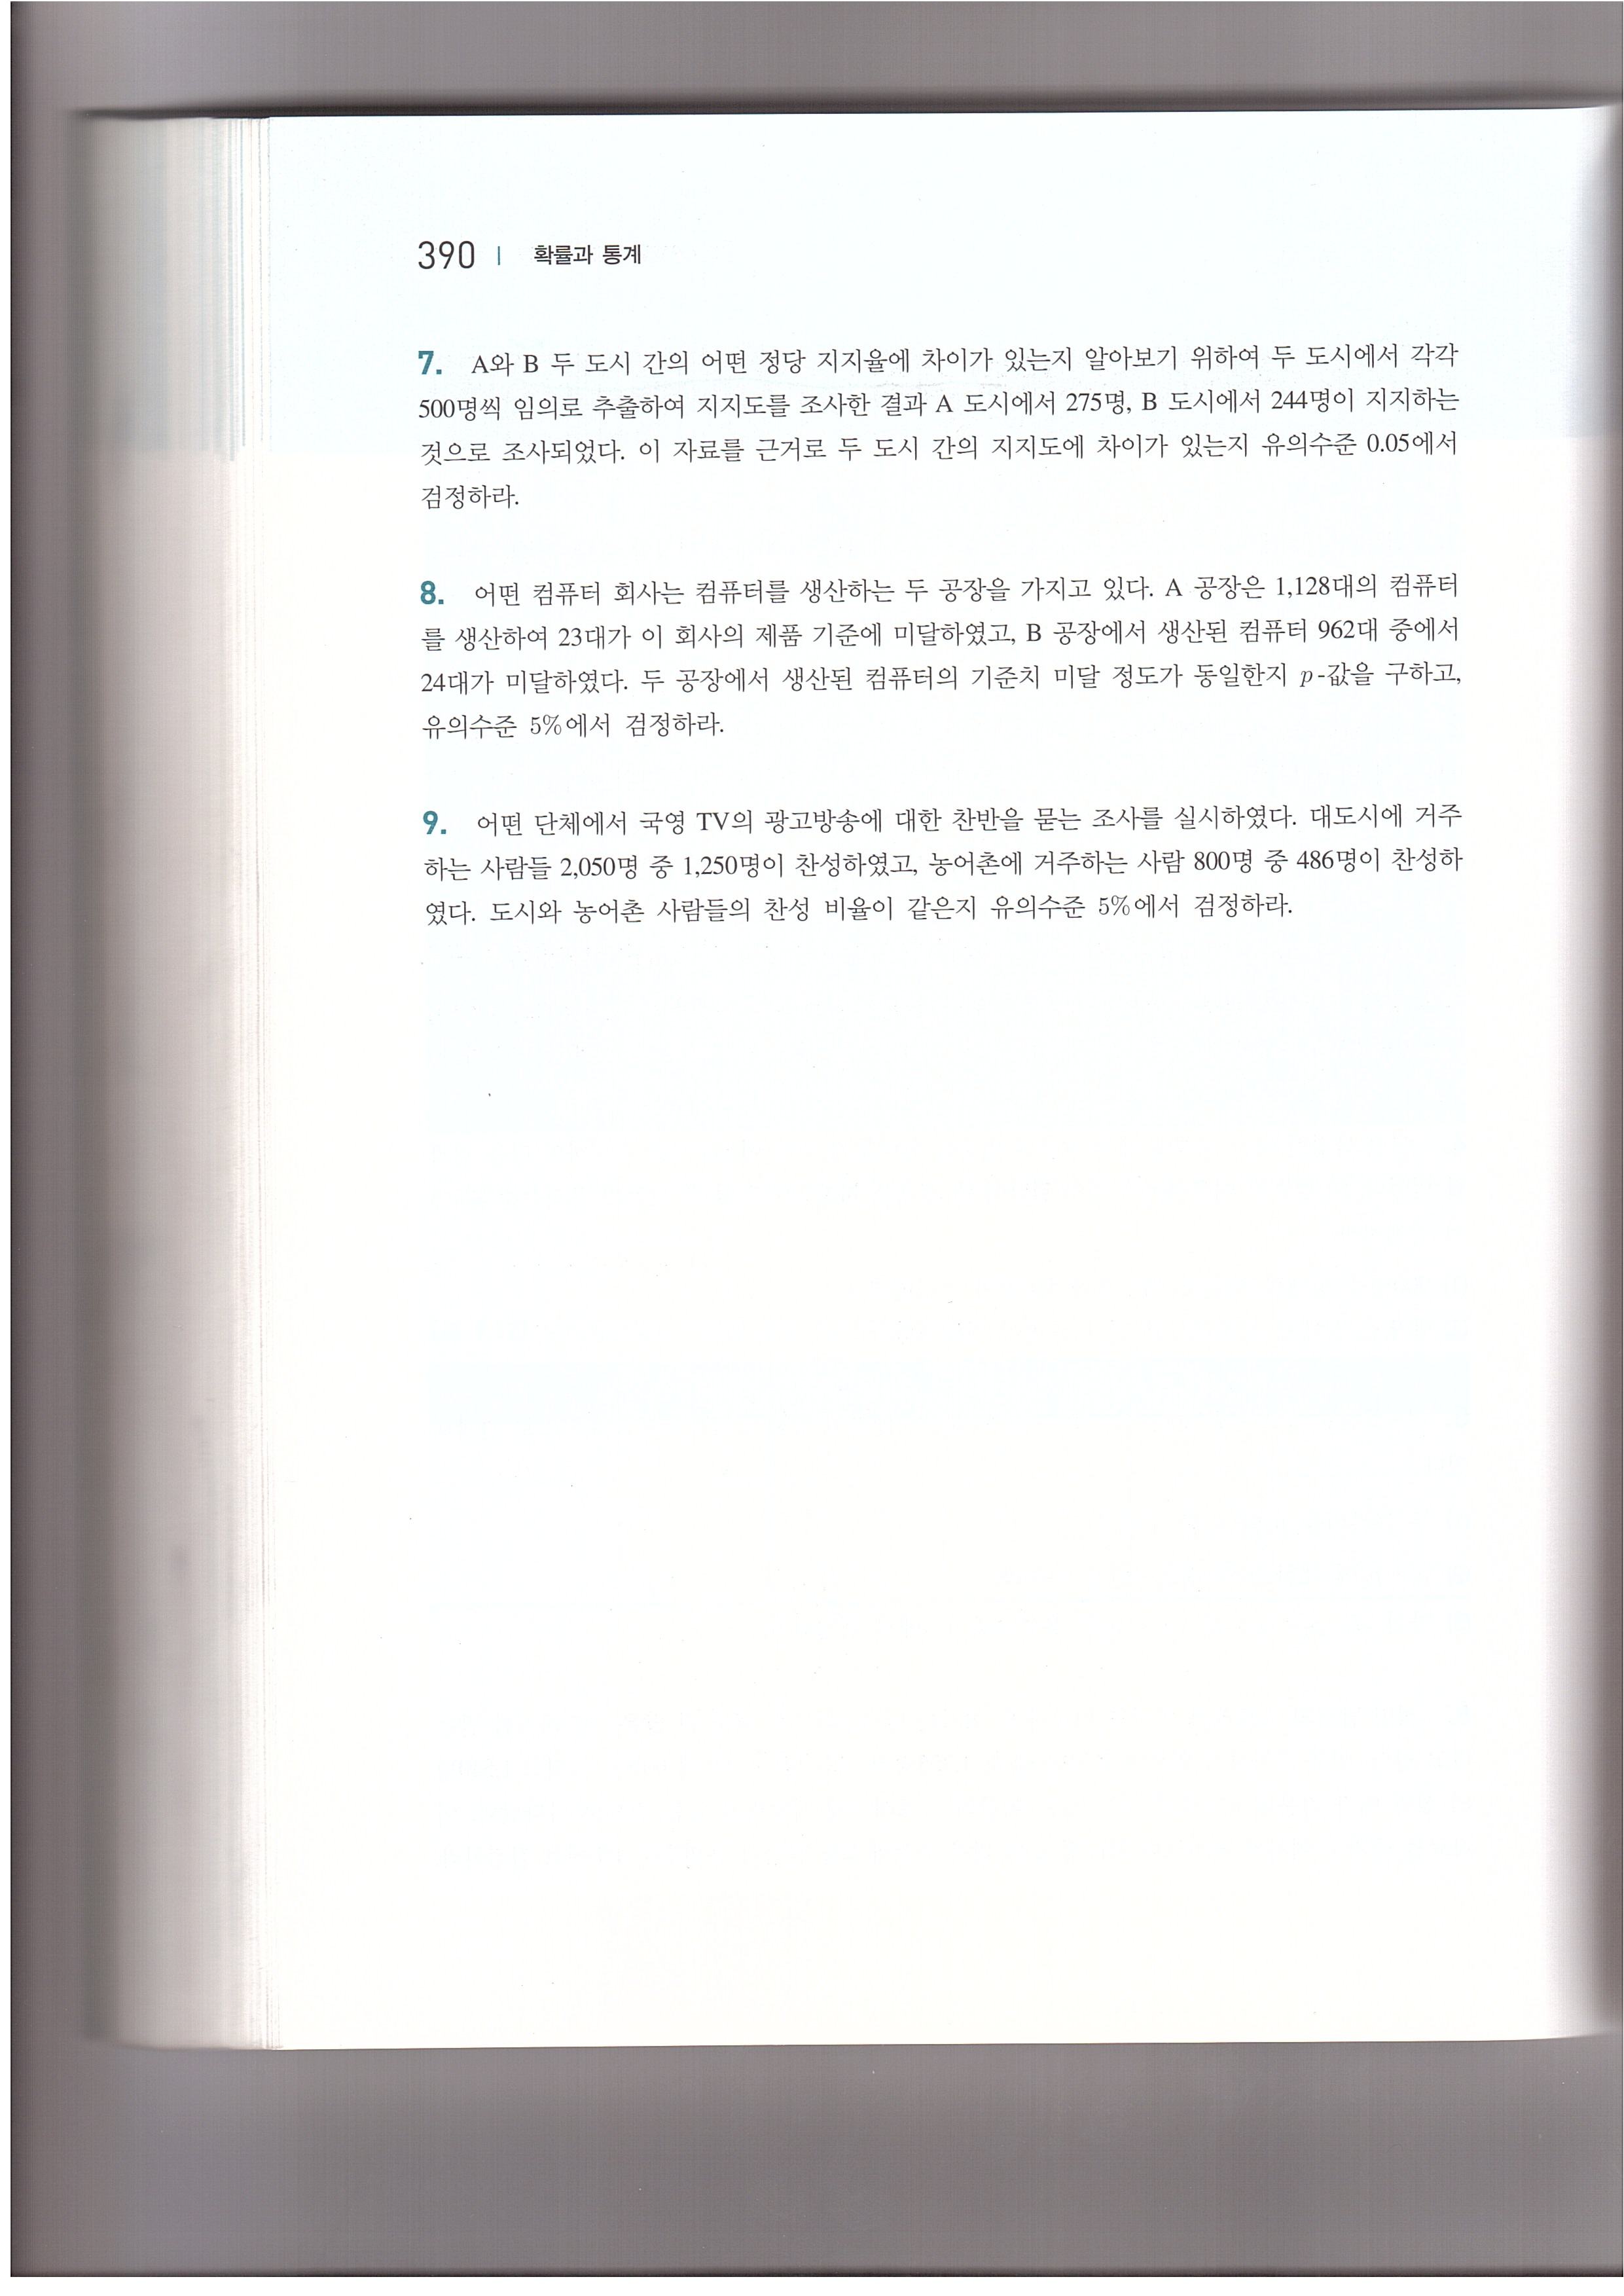 390 | 확률과 통계
7. A와 B 두 도시 간의 어떤 정당 지지율에 차이가 있는지 알아보기 위하여 두 도시에서 각각
500명씩 임의로 추출하여 지지도를 조사한 결과 A 도시에서 275명, B 도시에서 244명이 지지하는
것으로 조사되었다. 이 자료를 근거로 두 도시 간의 지지도에 차이가 있는지 유의수준 0.05에서
검정하라.
8. 어떤 컴퓨터 회사는 컴퓨터를 생산하는 두 공장을 가지고 있다. A 공장은 1,128대의 컴퓨터
를 생산하여 23대가 이 회사의 제품 기준에 미달하였고, B 공장에서 생산된 컴퓨터 962대 중에서
24대가 미달하였다. 두 공장에서 생산된 컴퓨터의 기준치 미달 정도가 동일한지 p-값을 구하고,
유의수준 5%에서 검정하라.
9. 어떤 단체에서 국영 TV의 광고방송에 대한 찬반을 묻는 조사를 실시하였다. 대도시에 거주
하는 사람들 2,050명 중 1,250명이 찬성하였고, 농어촌에 거주하는 사람 800명 중 486명이 찬성하
였다. 도시와 농어촌 사람들의 찬성 비율이 같은지 유의수준 5%에서 검정하라.